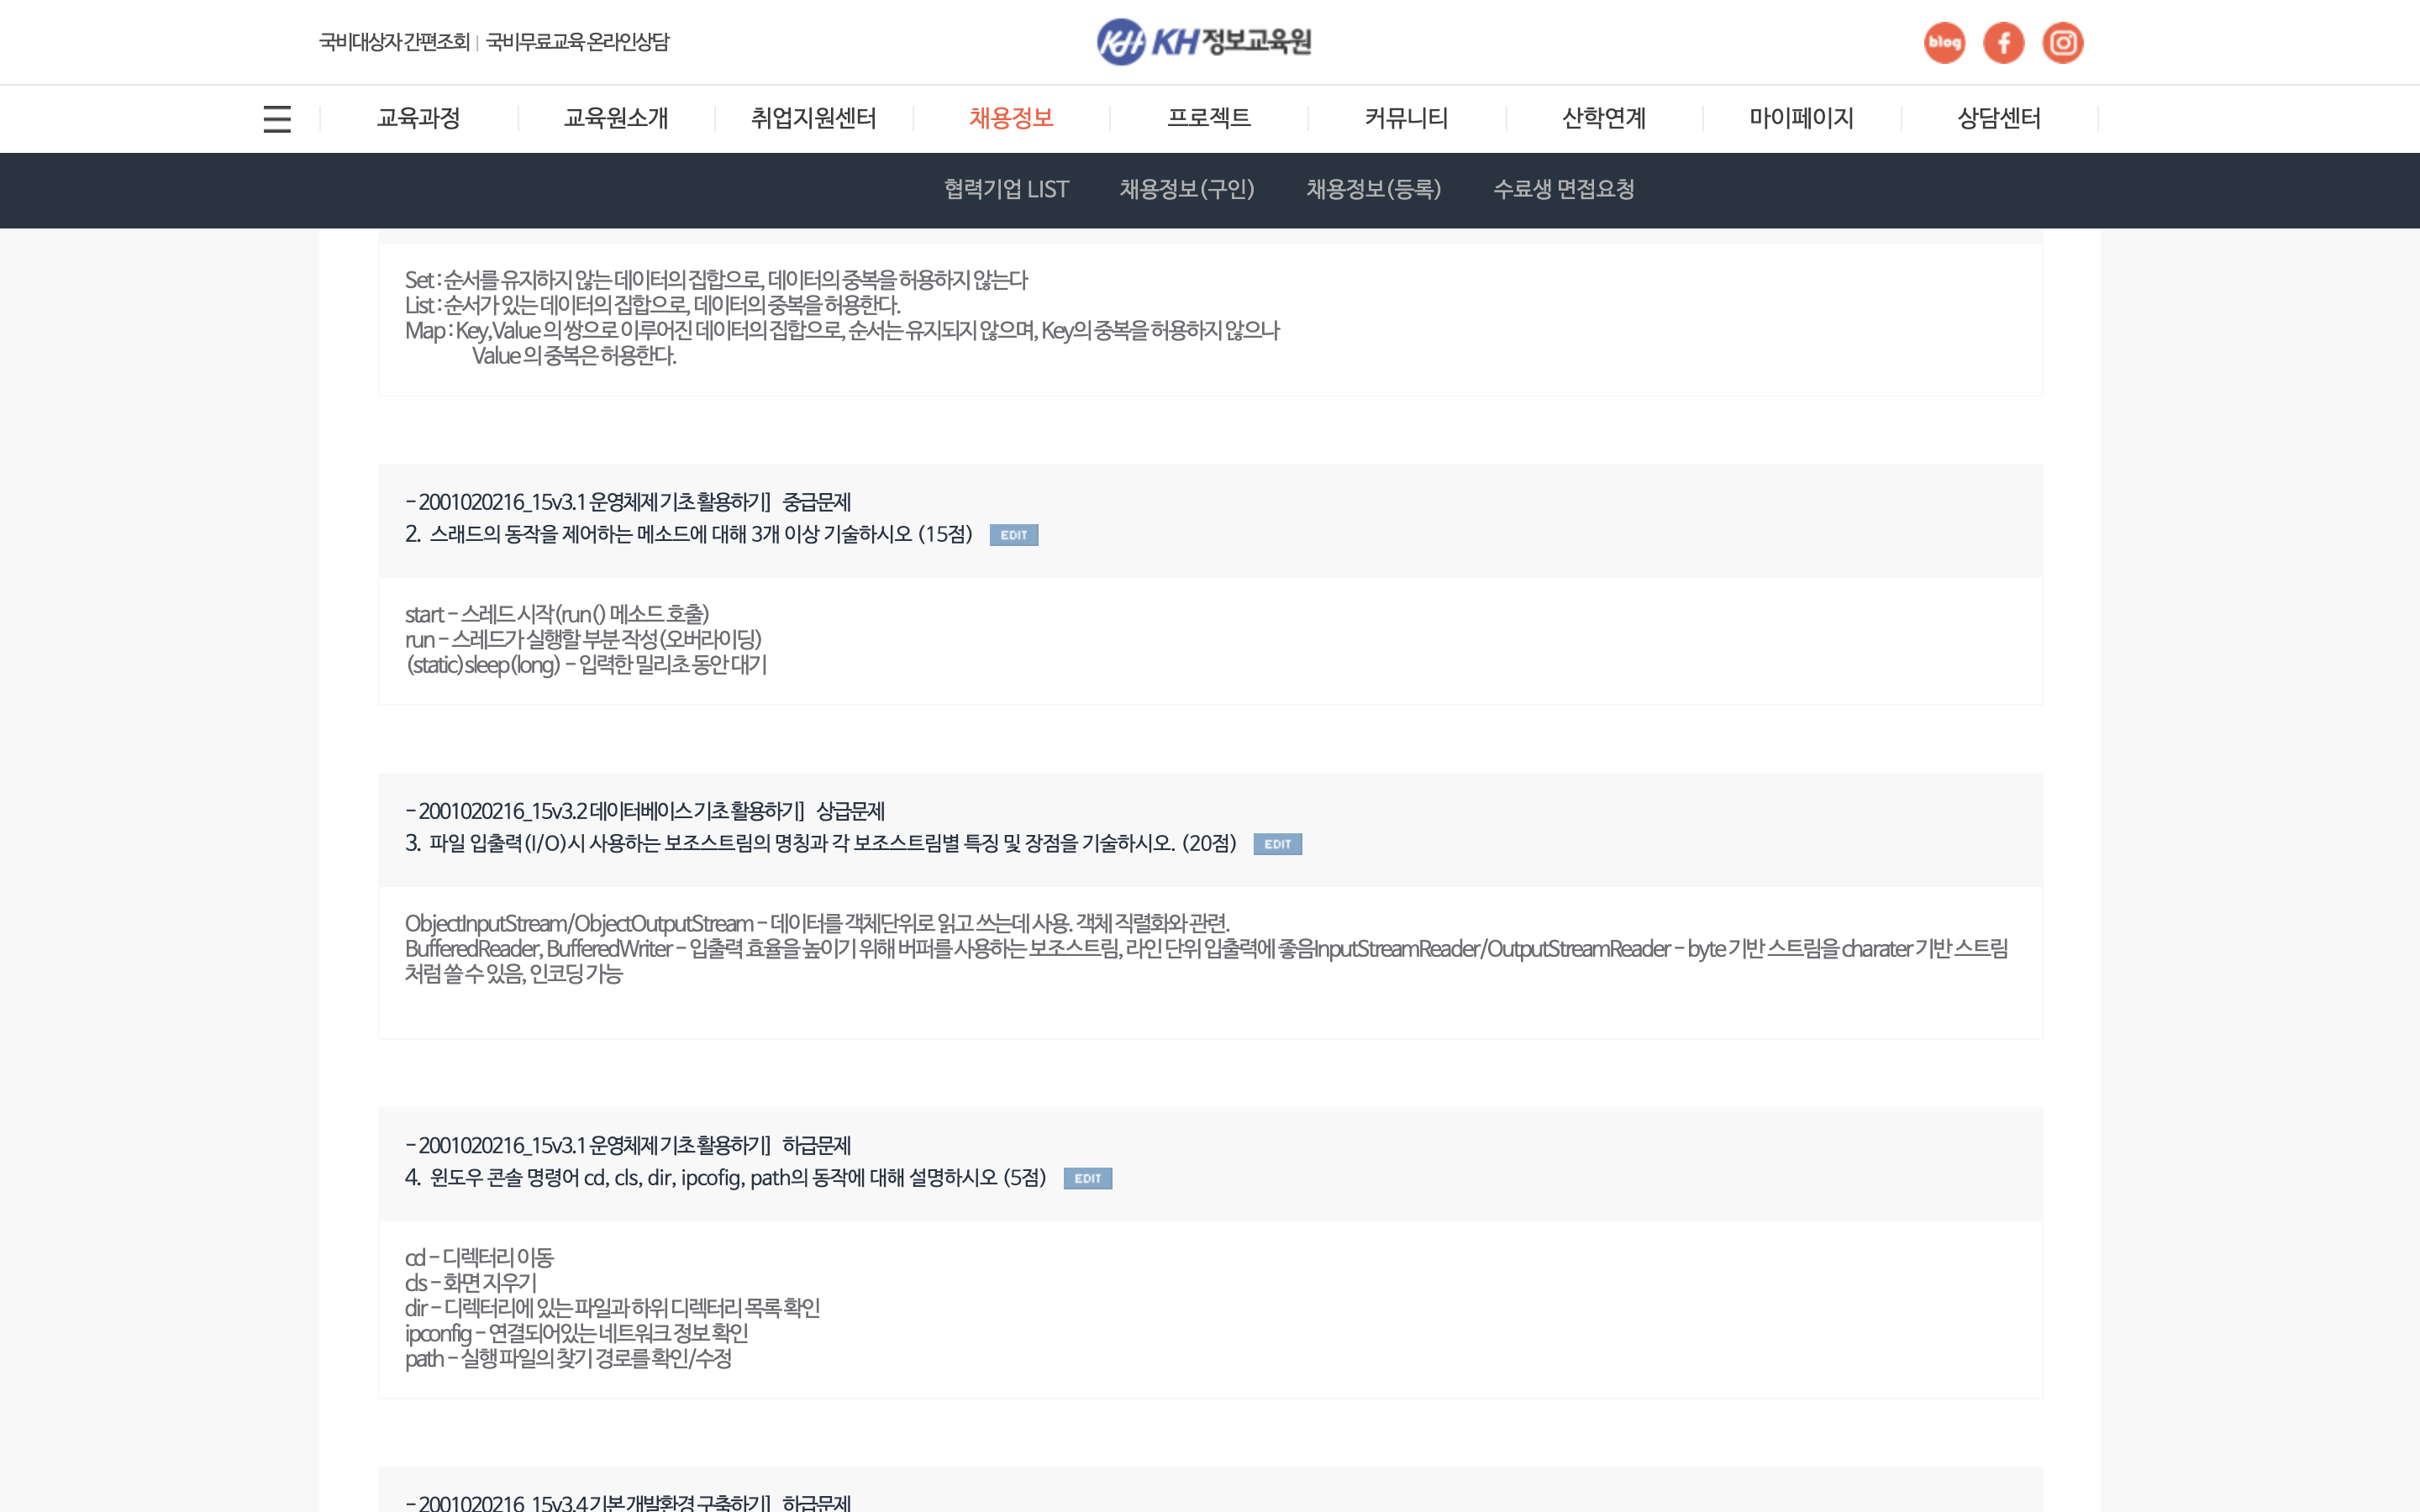 국비대상자 간편조회 | 국비무료교육 온라인상담
KH KH 정보교육원
blog
교육과정 교육원소개 취업지원센터 채용정보 프로젝트 커뮤니티 산학연계 마이페이지 상담센터
협력기업 LIST 채용정보(구인) 채용정보(등록) 수료생 면접요청
Set : 순서를 유지하지 않는 데이터의 집합으로, 데이터의 중복을 허용하지 않는다
List : 순서가 있는 데이터의 집합으로, 데이터의 중복을 허용한다.
Map : Key,Value 의 쌍으로 이루어진 데이터의 집합으로, 순서는 유지되지 않으며, Key의 중복을 허용하지 않으나
Value 의 중복은 허용한다.
- 2001020216_15v3.1 운영체제 기초 활용하기] 중급문제
2. 스래드의 동작을 제어하는 메소드에 대해 3개 이상 기술하시오 (15점) EDIT
start - 스레드 시작(run() 메소드 호출)
run - 스레드가 실행할 부분 작성(오버라이딩)
(static)sleep(long) - 입력한 밀리초 동안 대기
- 2001020216_15v3.2 데이터베이스 기초 활용하기] 상급문제
3. 파일 입출력(I/O)시 사용하는 보조스트림의 명칭과 각 보조스트림별 특징 및 장점을 기술하시오. (20점) EDIT
ObjectInputStream/ObjectOutputStream - 데이터를 객체단위로 읽고 쓰는데 사용. 객체 직렬화와 관련.
BufferedReader, BufferedWriter - 입출력 효율을 높이기 위해 버퍼를 사용하는 보조스트림, 라인 단위 입출력에 좋음InputStreamReader/OutputStreamReader - byte 기반 스트림을 charater 기반 스트림
처럼 쓸 수 있음, 인코딩 가능
- 2001020216_15v3.1 운영체제 기초 활용하기] 하급문제
4. 윈도우 콘솔 명령어 cd, cls, dir, ipcofig, path의 동작에 대해 설명하시오 (5점) EDIT
cd - 디렉터리 이동
cls - 화면 지우기
dir - 디렉터리에 있는 파일과 하위 디렉터리 목록 확인
ipconfig - 연결되어있는 네트워크 정보 확인
path - 실행 파일의 찾기 경로를 확인/수정
- 2001020216_15v3.4 기본 개발환경 구축하기] 하급문제